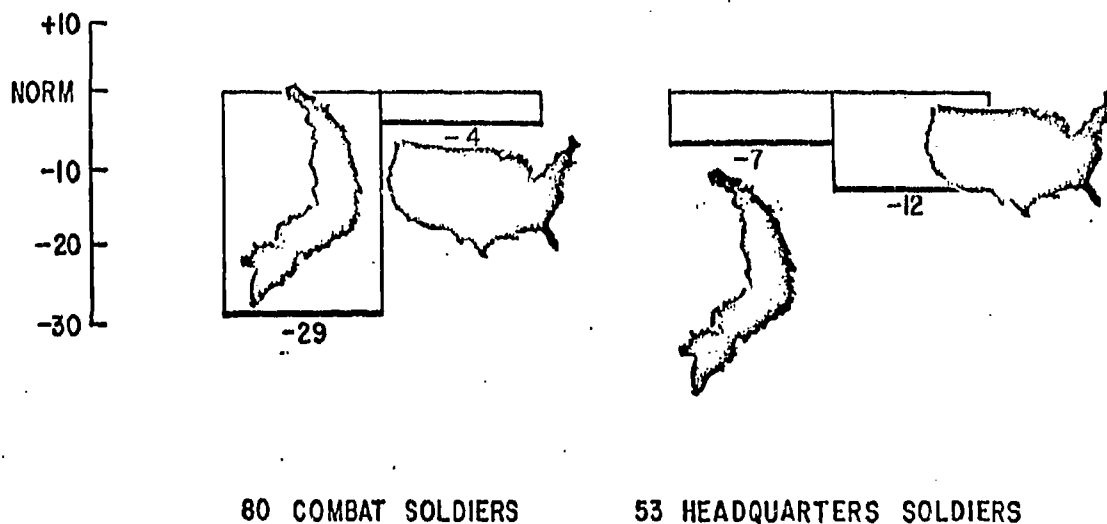 +10
NORM
-4
-7
-10
-12
-20
-30
-29
80 COMBAT SOLDIERS
53 HEADQUARTERS SOLDIERS